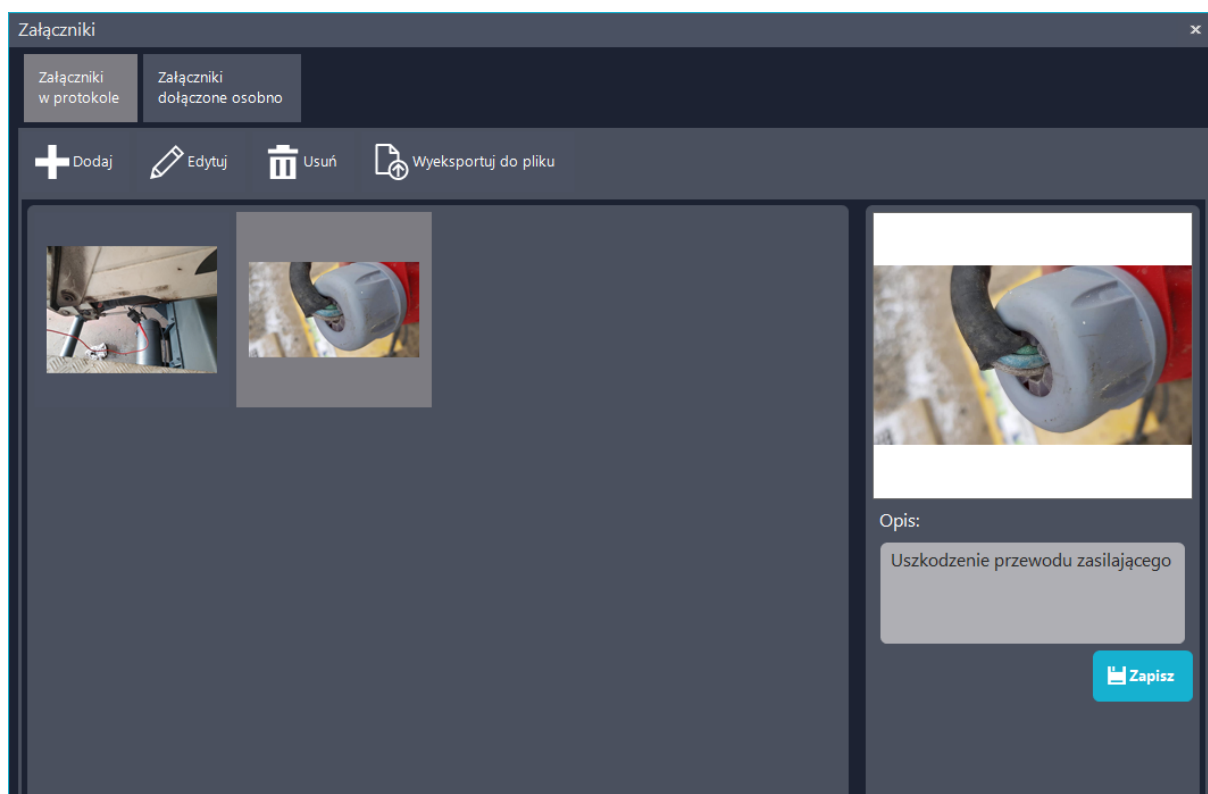 Załączniki
Załączniki
w protokole
Załączniki
dołączone osobno
Dodaj
Edytuj
Usuń
Wyeksportuj do pliku
Opis:
Uszkodzenie przewodu zasilającego
Zapisz